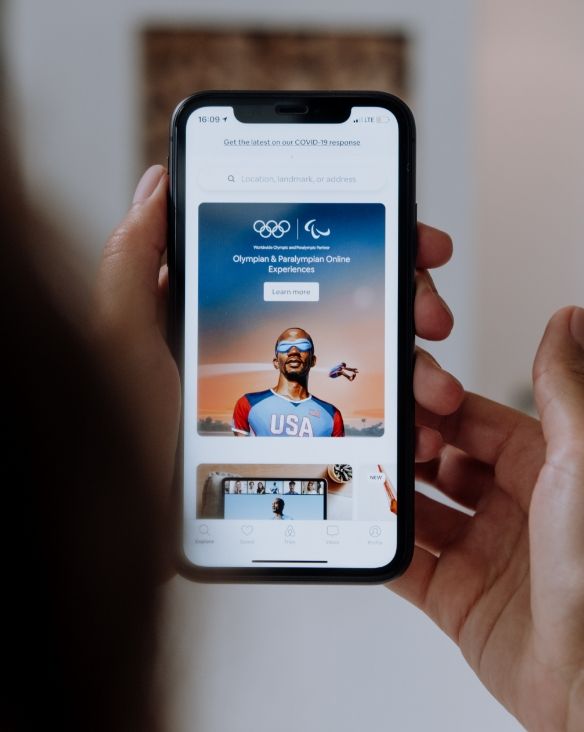 16:09
LTE
Get the latest on our COVID-19 response
Location, landmark, or address
Worldwide Olympic and Paralympic Partner
Olympian & Paralympian Online
Experiences
Learn more
USA
NEW
Explore
Saved
Trips
Inbox
Profile